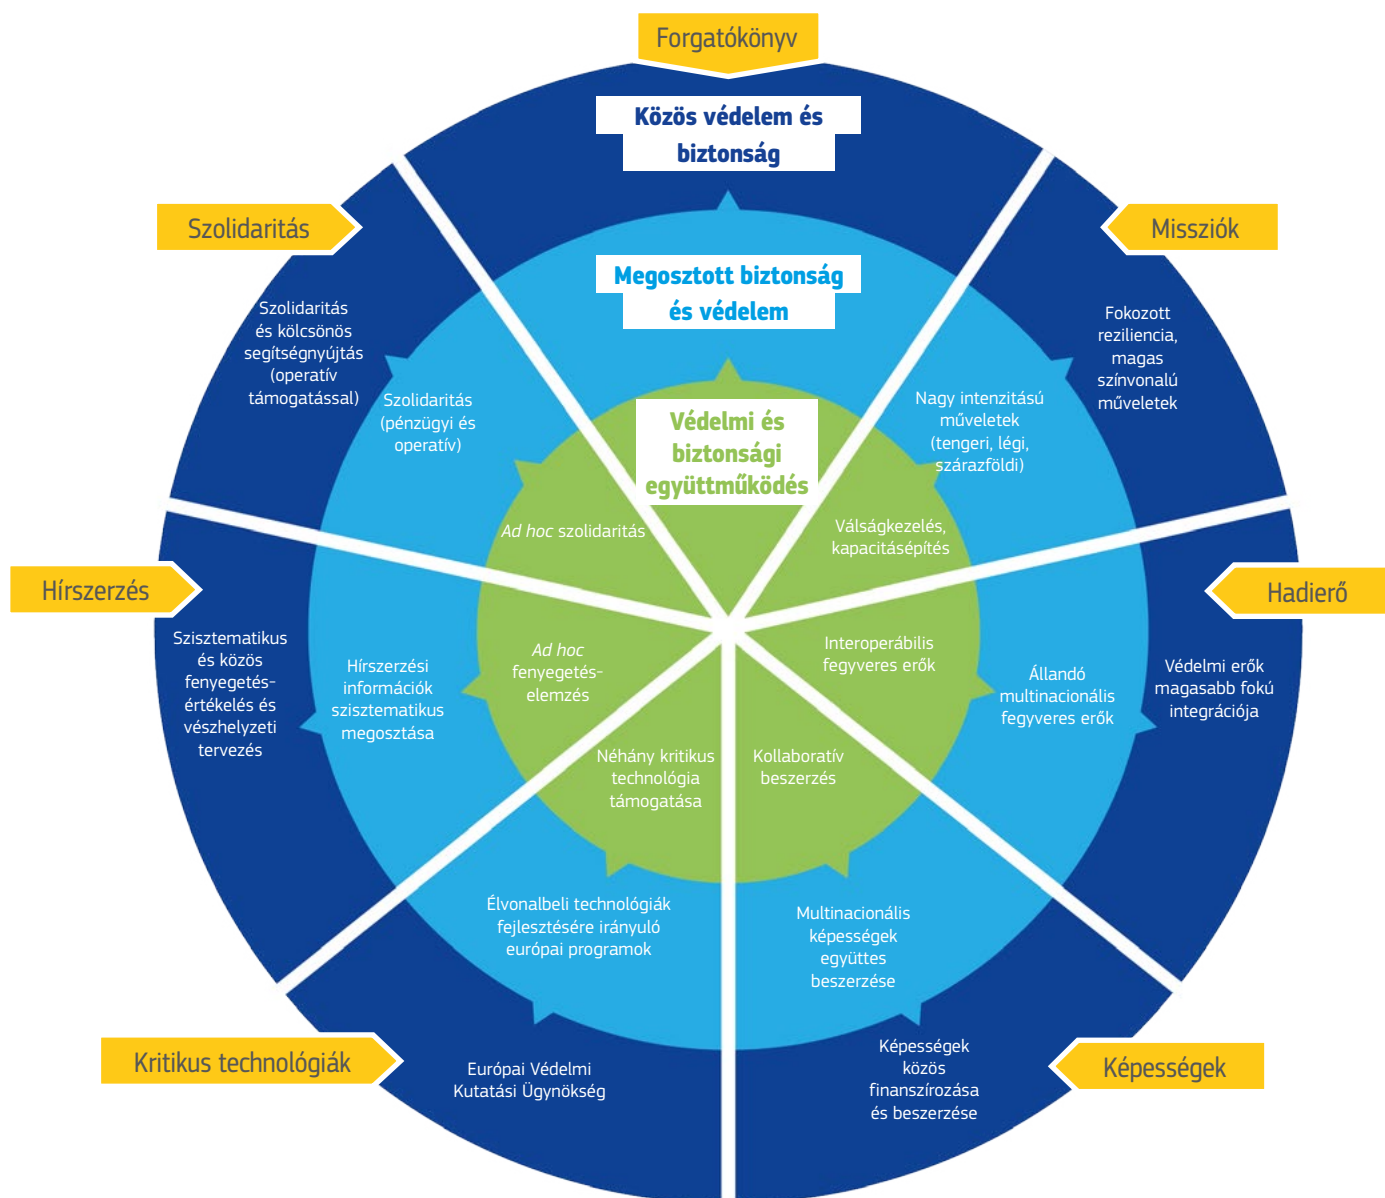 Forgatókönyv
Közös védelem és
biztonság
Megosztott biztonság
és védelem
Védelmi és
biztonsági
együttműködés
Missziók
Fokozott
reziliencia,
magas
színvonalú
műveletek
Nagy intenzitású
műveletek
(tengeri, légi,
szárazföldi)
Válságkezelés,
kapacitásépítés
Hadierő
Védelmi erők
magasabb fokú
integrációja
Állandó
multinacionális
fegyveres erők
Interoperábilis
fegyveres erők
Képességek
Képességek
közös
finanszírozása
és beszerzése
Multinacionális
képességek
együttes
beszerzése
Kollaboratív
beszerzés
Kritikus technológiák
Európai Védelmi
Kutatási Ügynökség
Élvonalbeli technológiák
fejlesztésére irányuló
európai programok
Néhány kritikus
technológia
támogatása
Hírszerzés
Szisztematikus
és közös
fenyegetés-
értékelés és
vészhelyzeti
tervezés
Hírszerzési
információk
szisztematikus
megosztása
Ad hoc
fenyegetés-
elemzés
Szolidaritás
Szolidaritás
és kölcsönös
segítségnyújtás
(operatív
támogatással)
Szolidaritás
(pénzügyi és
operatív)
Ad hoc szolidaritás